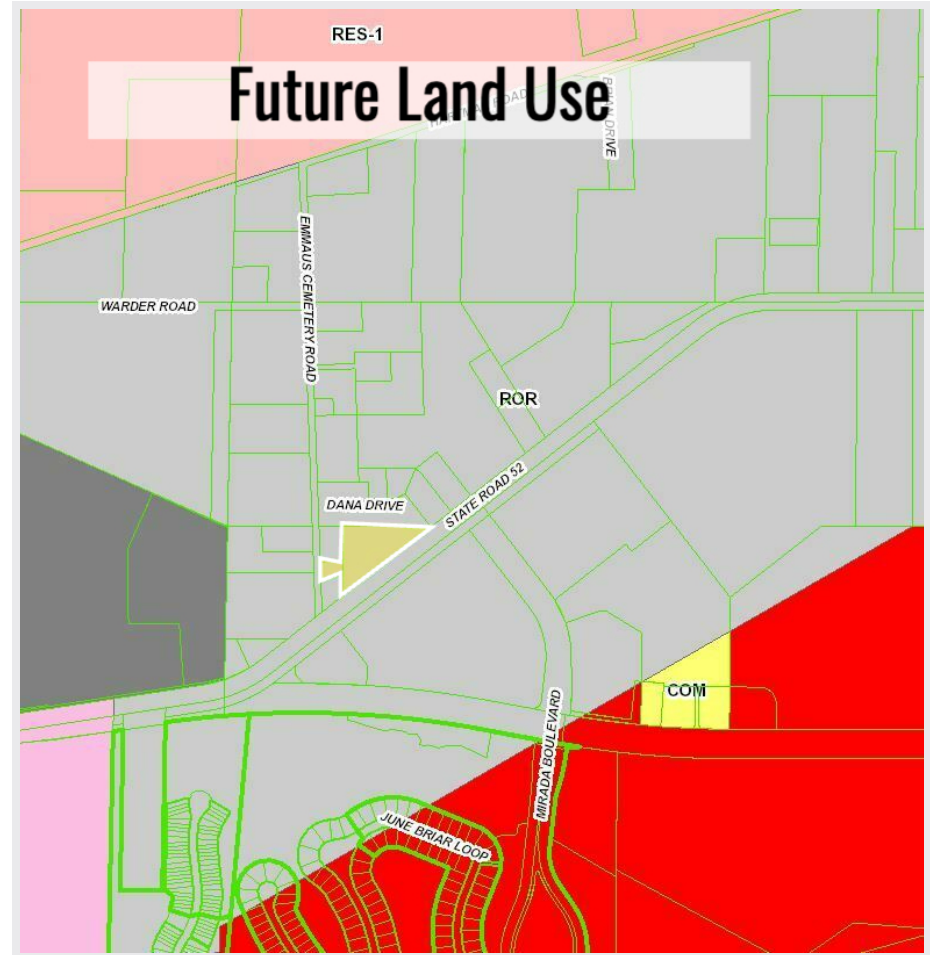 RES-1
Future Land Use
BRIAN DRIVE
EMMAUS CEMETERY ROAD
WARDER ROAD
ROR
STATE ROAD 52
DANA DRIVE
COM
MIRADA BOULEVARD
JUNE BRIAR LOOP